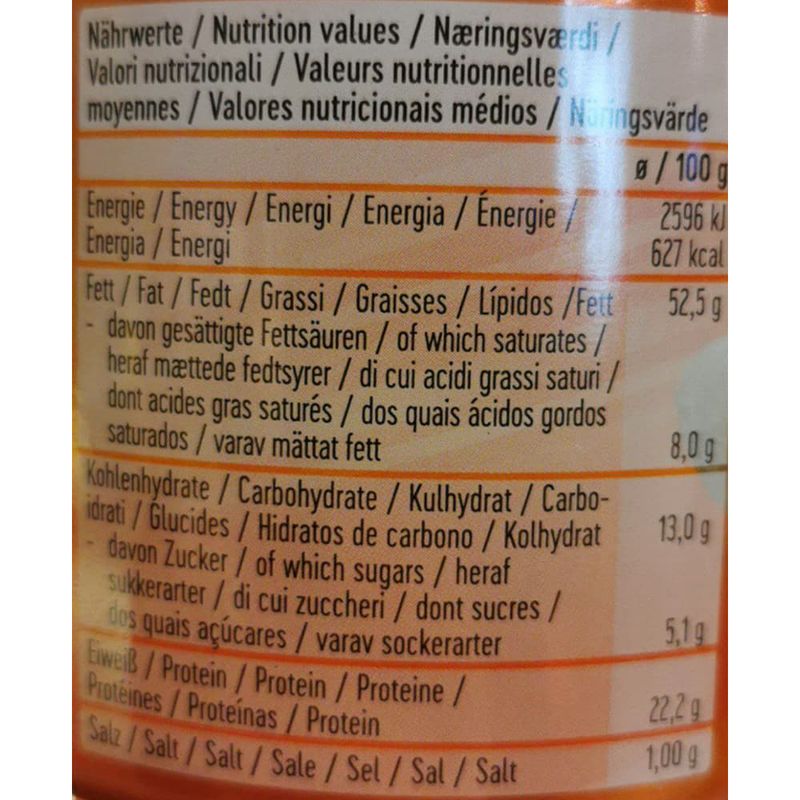 Nährwerte / Nutrition values / Næringsværdi /
Valori nutrizionali / Valeurs nutritionnelles
moyennes / Valores nutricionais médios / Näringsvärde
ø / 100 g
Energie / Energy / Energi / Energia / Énergie / 2596 kJ
Energia / Energi 627 kcal
Fett / Fat / Fedt / Grassi / Graisses / Lípidos /Fett 52,5 g
- davon gesättigte Fettsäuren / of which saturates /
heraf mættede fedtsyrer / di cui acidi grassi saturi /
dont acides gras saturés / dos quais ácidos gordos
saturados / varav mättat fett 8,0 g
Kohlenhydrate / Carbohydrate / Kulhydrat / Carbo-
idrati / Glucides / Hidratos de carbono / Kolhydrat 13,0 g
- davon Zucker / of which sugars / heraf
sukkerarter / di cui zuccheri / dont sucres /
dos quais açúcares / varav sockerarter 5,1 g
Eiweiß / Protein / Protein / Proteine /
Protéines / Proteínas / Protein 22,2 g
Salz / Salt / Salt / Sale / Sel / Sal / Salt 1,00 g